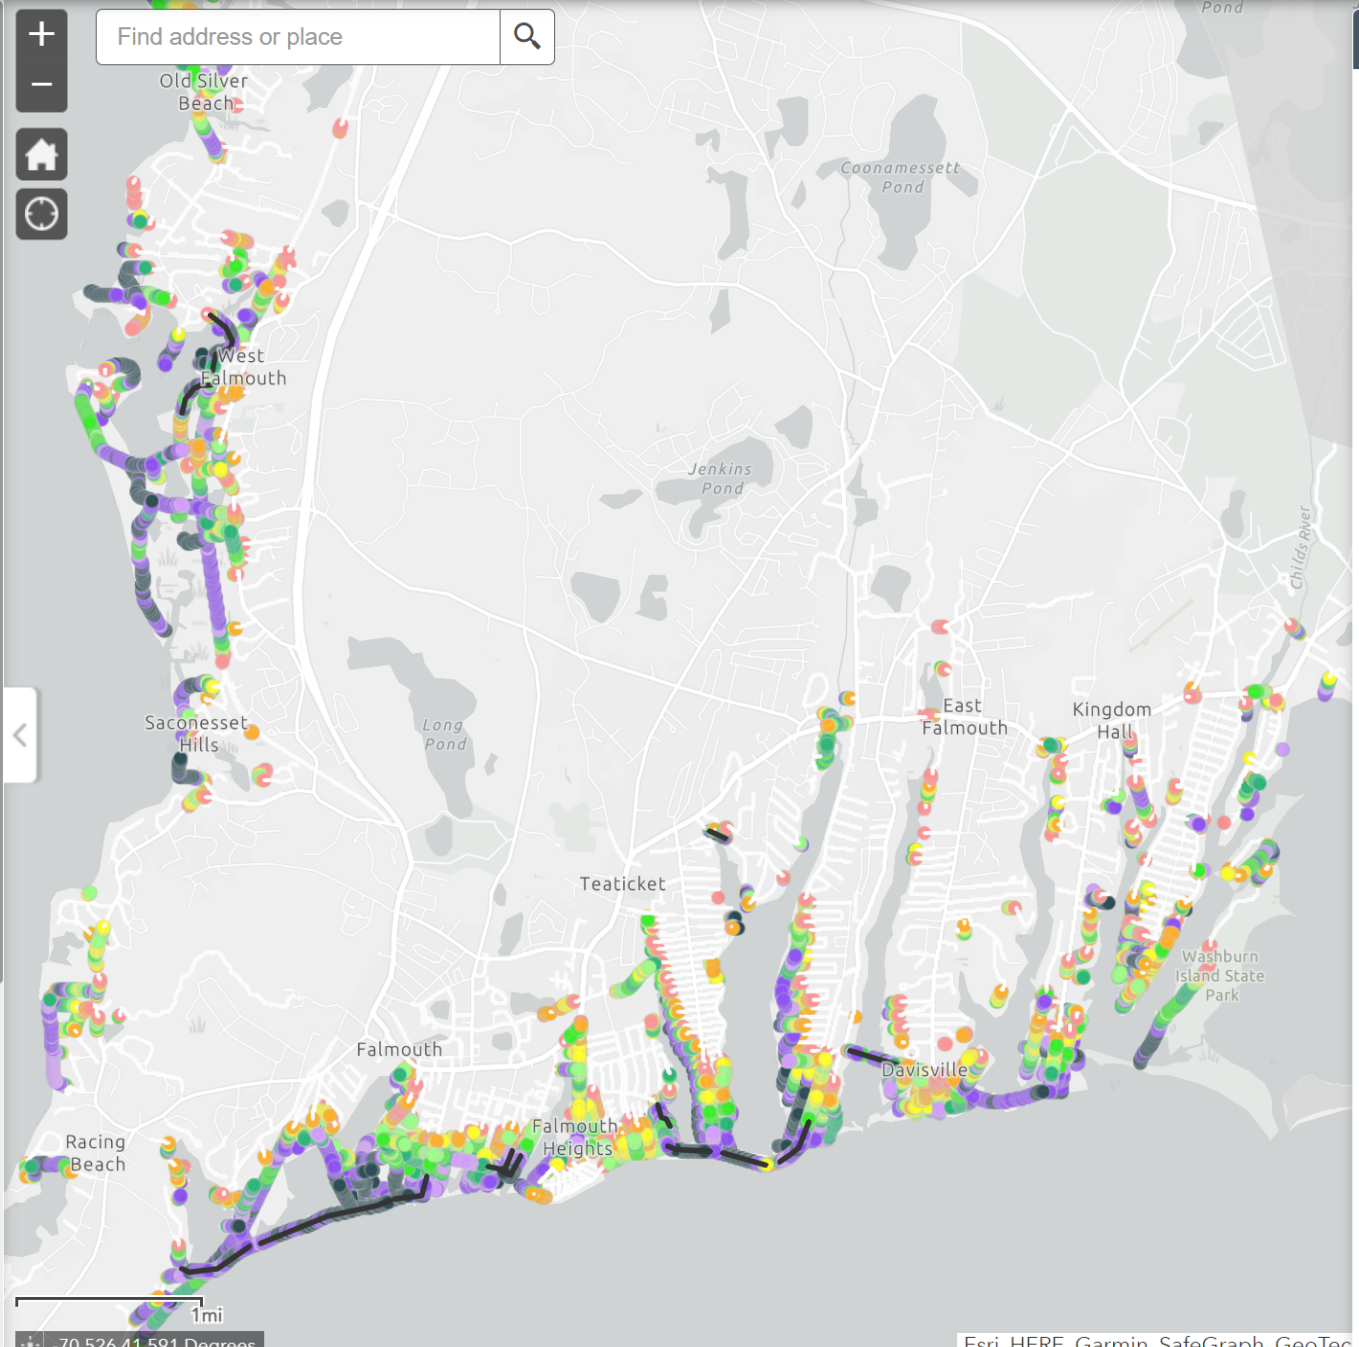 Pond
Find address or place
Old Silver
Beach
Coonamessett
Pond
West
Falmouth
Jenkins
Pond
Childs River
Saconesset
Hills
Long
Pond
East
Falmouth
Kingdom
Hall
Teaticket
Washburn
Island State
Park
Falmouth
Davisville
Falmouth
Heights
Racing
Beach
1mi
-70.526 41.591 Degrees
Esri, HERE, Garmin, SafeGraph, GeoTec